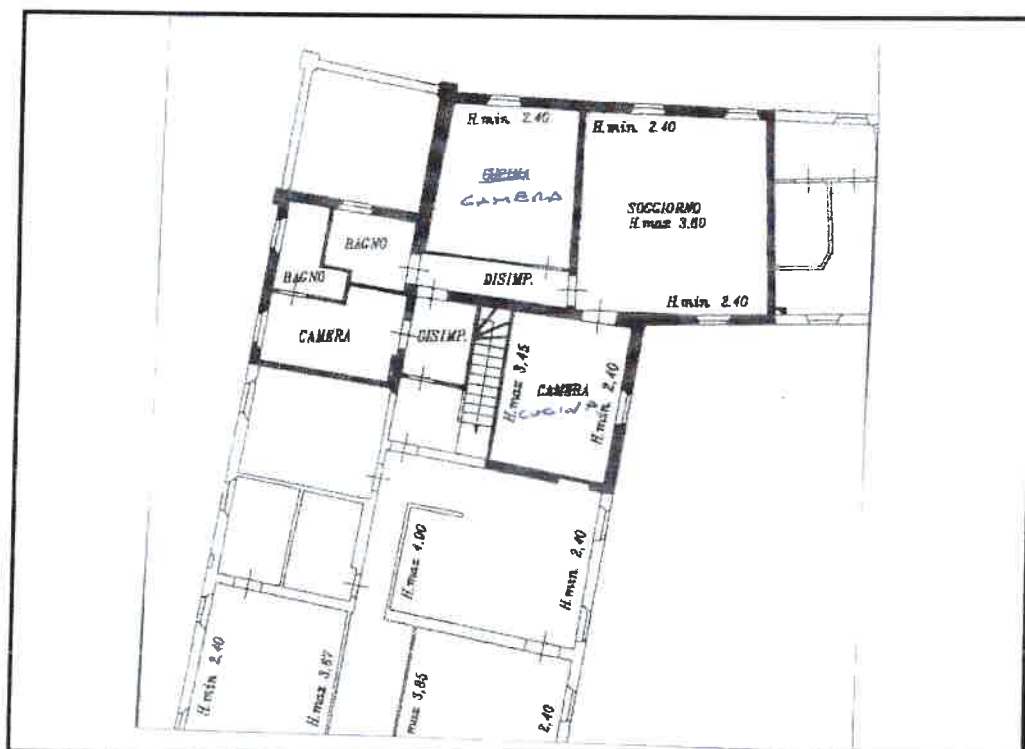 H.min 2.40
H.min 2.40
CAMERA
SOGGIORNO
H.max 3.60
BAGNO
BAGNO
DISIMP.
H.min 2.40
CAMERA
DISIMP.
H.max 3,45
CAMERA
H.min 2,40
H.max 4.00
H.min 2,40
H.min 2.40
H.max 3,67
max 3,85
2,40